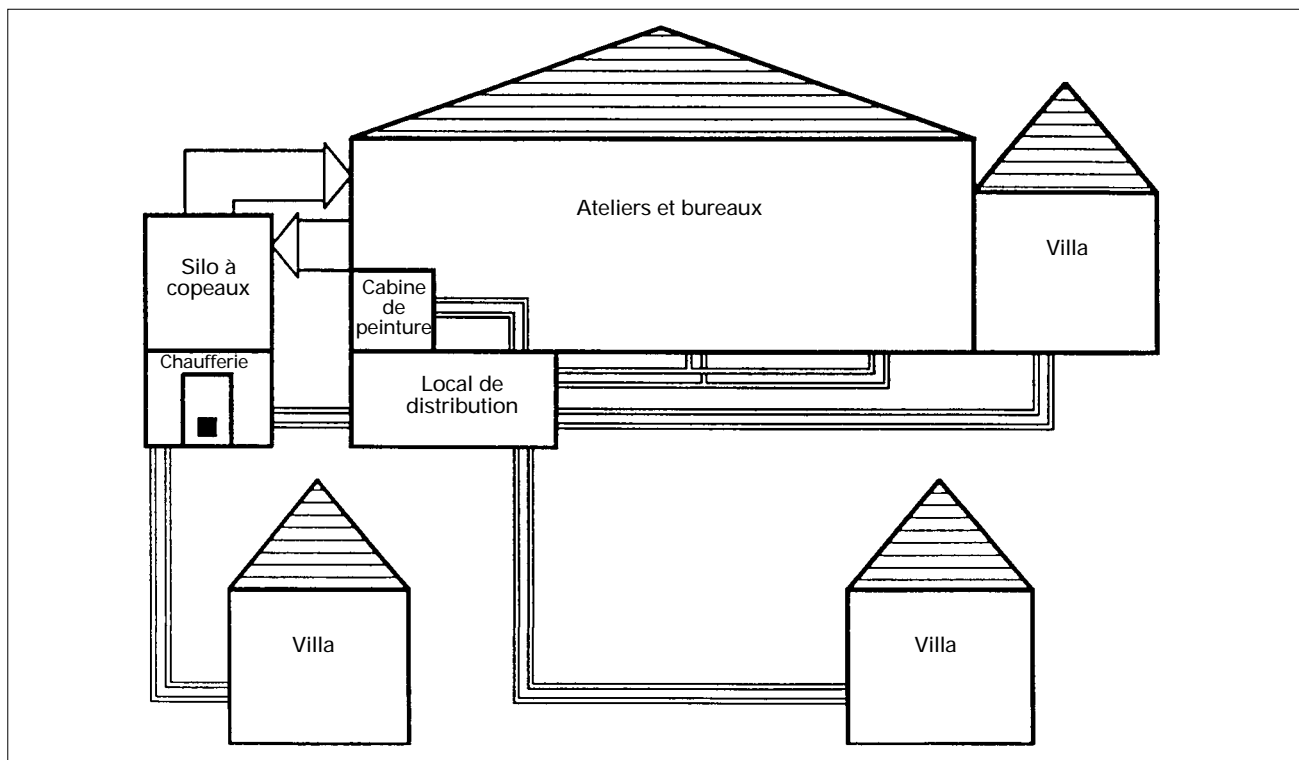 Ateliers et bureaux
Villa
Silo à
copeaux
Cabine
de
peinture
Chaufferie
Local de
distribution
Villa
Villa